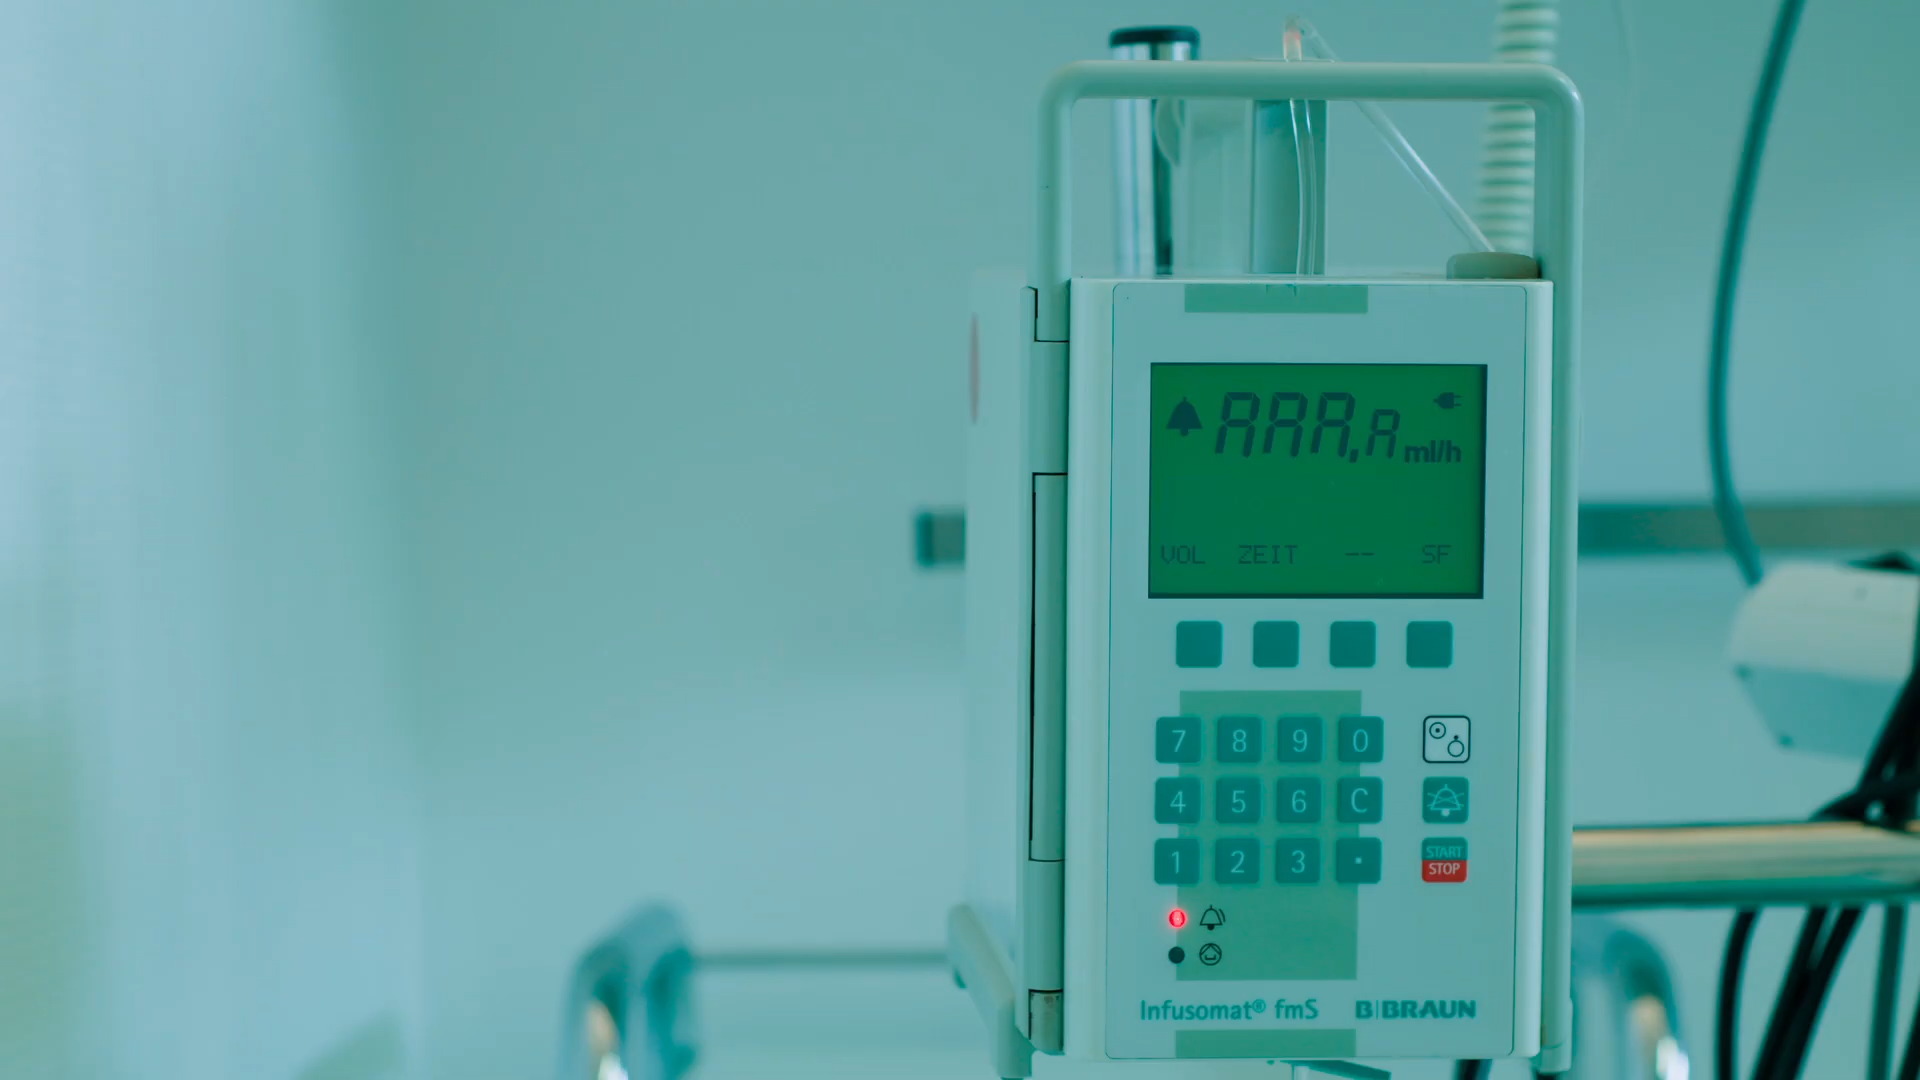 AAA,A ml/h
VOL ZEIT -- SF
7 8 9 0
4 5 6 C
1 2 3 .
START
STOP
Infusomat® fmS B|BRAUN